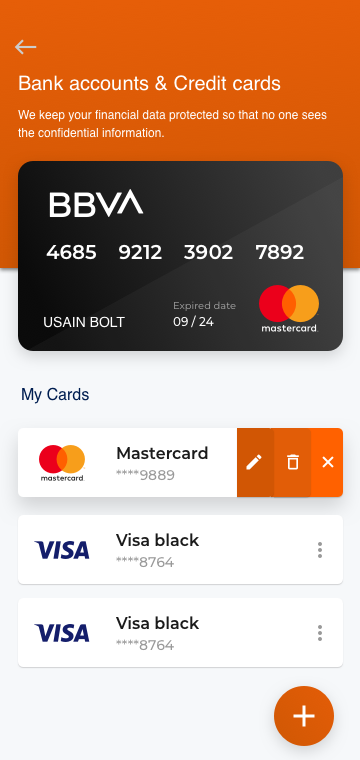 Bank accounts & Credit cards
We keep your financial data protected so that no one sees
the confidential information.
BBVA
4685 9212 3902 7892
Expired date
09 / 24
USAIN BOLT
mastercard.
My Cards
mastercard.
Mastercard
****9889
VISA
Visa black
****8764
VISA
Visa black
****8764